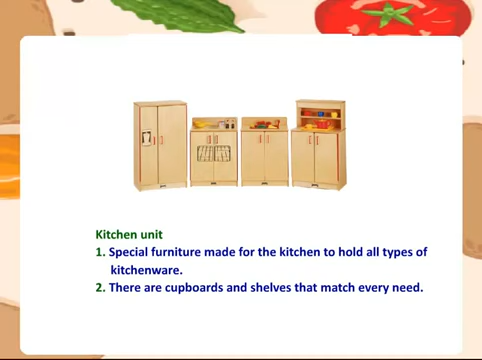 Kitchen unit
1. Special furniture made for the kitchen to hold all types of
kitchenware.
2. There are cupboards and shelves that match every need.